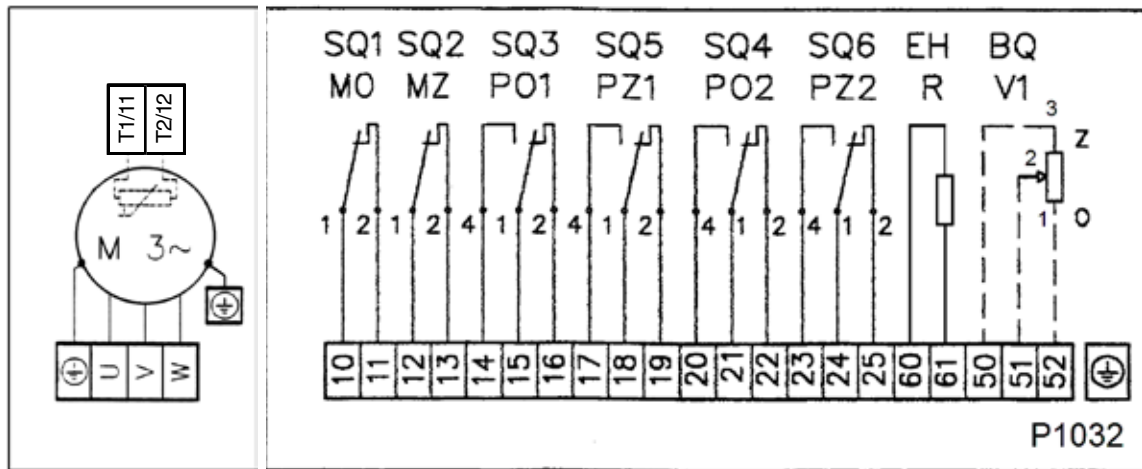 T1/11
T2/12
M 3~
U V W
SQ1 SQ2 SQ3 SQ5 SQ4 SQ6 EH BQ
MO MZ PO1 PZ1 PO2 PZ2 R V1
3
Z
2
1 2 1 2 4 1 2 4 1 2 4 1 2 4 1 2 1 O
10 11 12 13 14 15 16 17 18 19 20 21 22 23 24 25 60 61 50 51 52
P1032